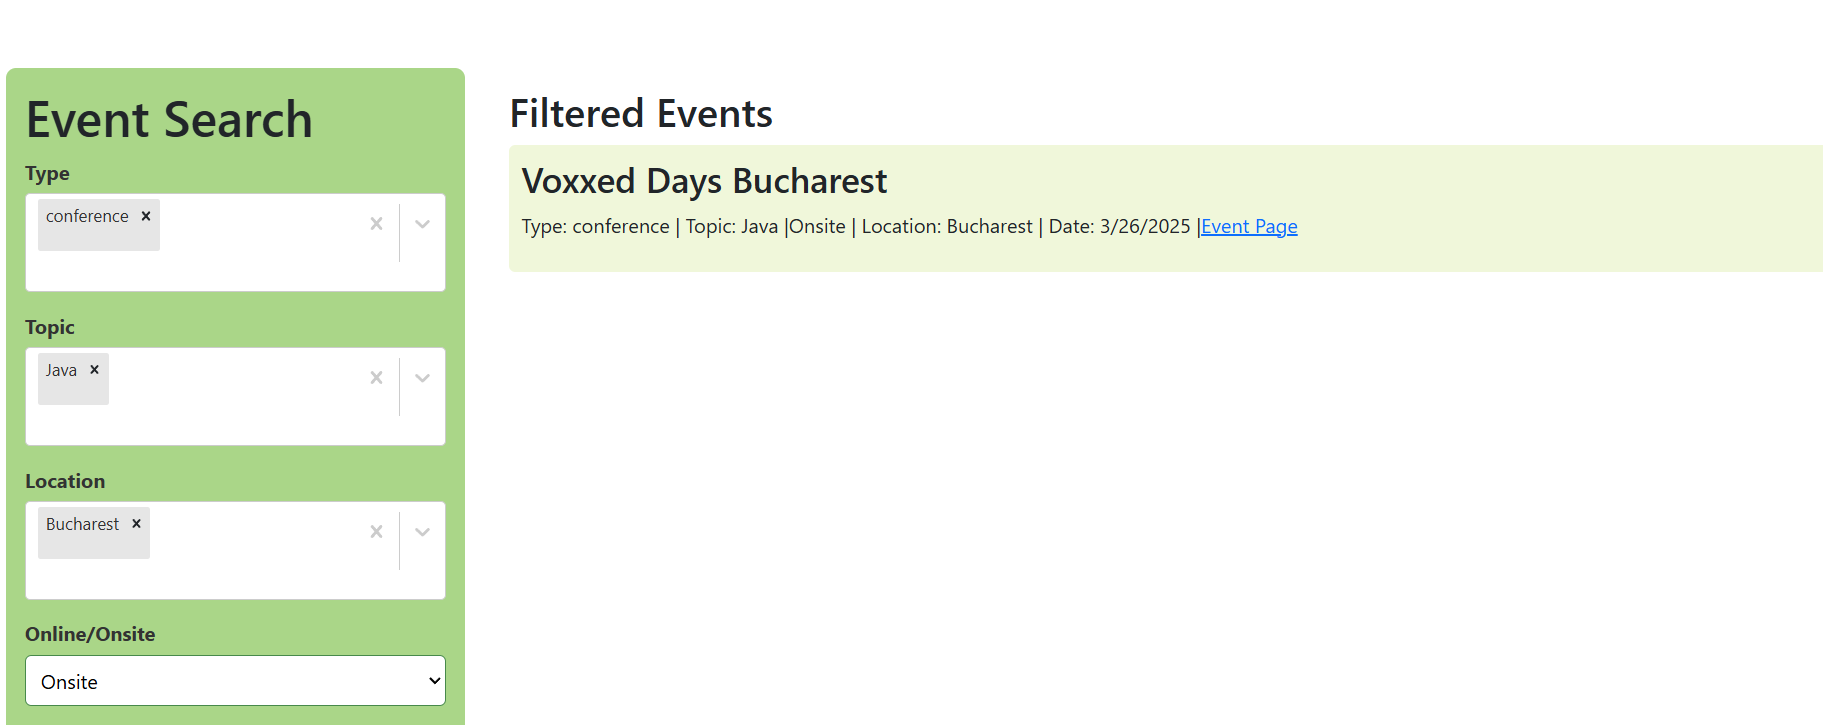 Event Search
Type
conference
Topic
Java
Location
Bucharest
Online/Onsite
Onsite
Filtered Events
Voxxed Days Bucharest
Type: conference | Topic: Java |Onsite | Location: Bucharest | Date: 3/26/2025 |Event Page